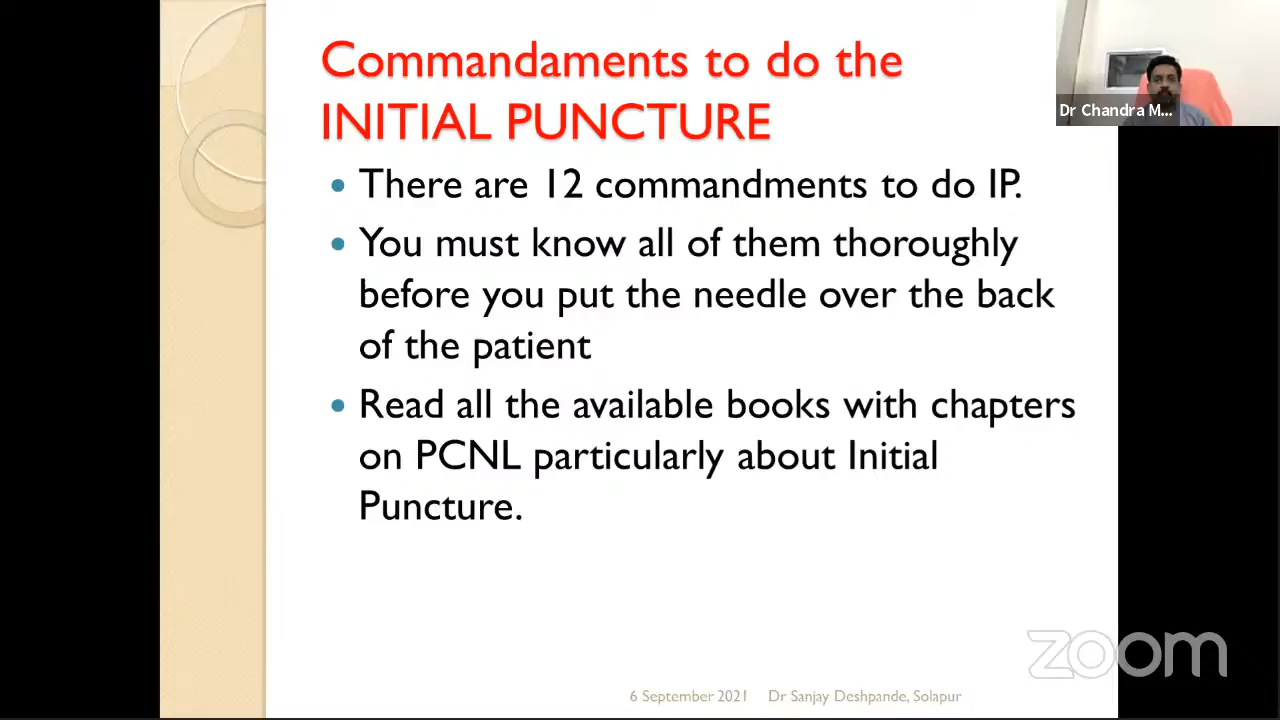 Commandaments to do the
INITIAL PUNCTURE
• There are 12 commandments to do IP.
• You must know all of them thoroughly
before you put the needle over the back
of the patient
• Read all the available books with chapters
on PCNL particularly about Initial
Puncture.
Dr Chandra M...
zoom
6 September 2021 Dr Sanjay Deshpande, Solapur